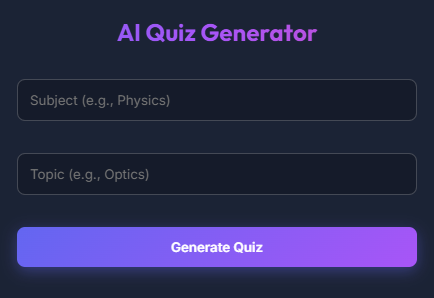 AI Quiz Generator
Subject (e.g., Physics)
Topic (e.g., Optics)
Generate Quiz